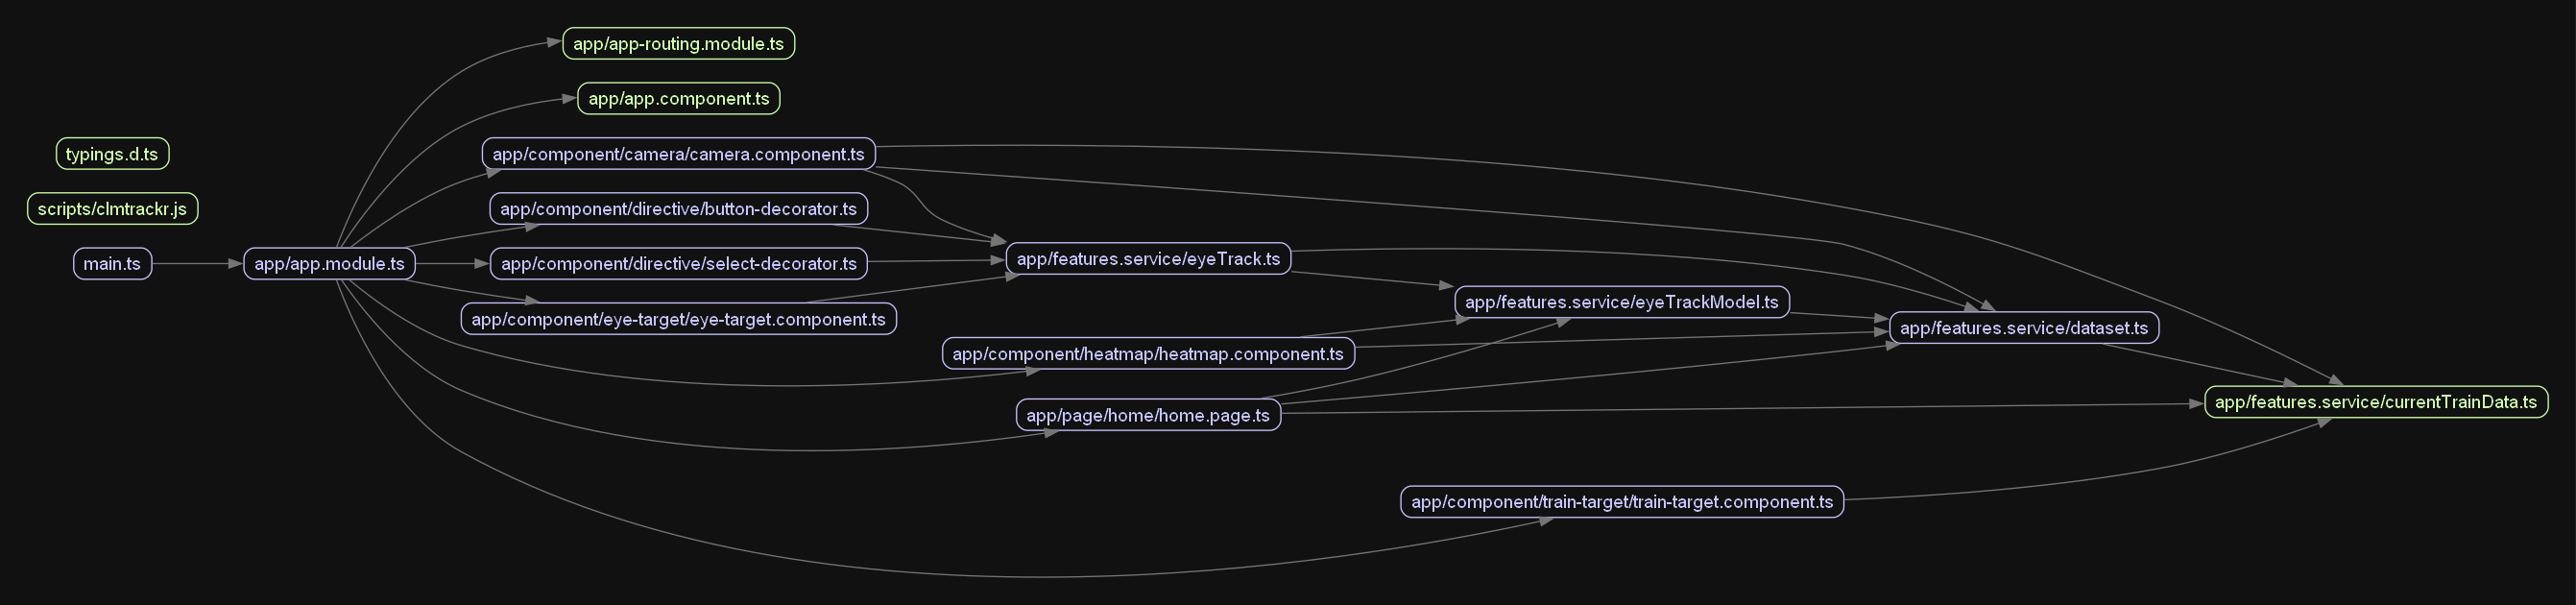 app/app-routing.module.ts
app/app.component.ts
typings.d.ts
app/component/camera/camera.component.ts
scripts/clmtrackr.js
app/component/directive/button-decorator.ts
main.ts
app/app.module.ts
app/component/directive/select-decorator.ts
app/features.service/eyeTrack.ts
app/component/eye-target/eye-target.component.ts
app/features.service/eyeTrackModel.ts
app/features.service/dataset.ts
app/component/heatmap/heatmap.component.ts
app/page/home/home.page.ts
app/features.service/currentTrainData.ts
app/component/train-target/train-target.component.ts